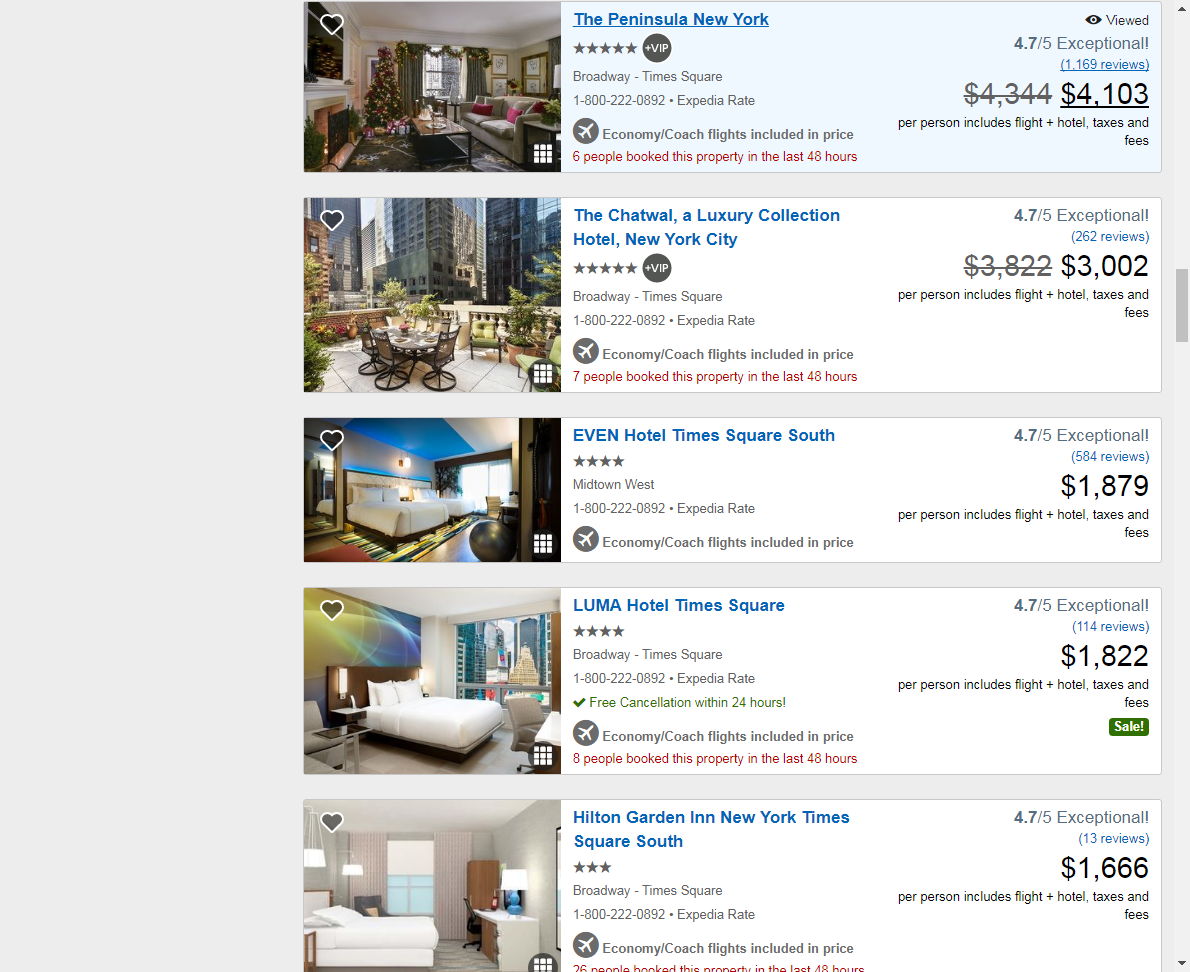 The Peninsula New York
Viewed
+VIP
4.7/5 Exceptional!
(1,169 reviews)
Broadway - Times Square
$4,344 $4,103
1-800-222-0892 • Expedia Rate
per person includes flight + hotel, taxes and
fees
Economy/Coach flights included in price
6 people booked this property in the last 48 hours
The Chatwal, a Luxury Collection
Hotel, New York City
4.7/5 Exceptional!
(262 reviews)
+VIP
$3,822 $3,002
Broadway - Times Square
per person includes flight + hotel, taxes and
fees
1-800-222-0892 • Expedia Rate
Economy/Coach flights included in price
7 people booked this property in the last 48 hours
EVEN Hotel Times Square South
4.7/5 Exceptional!
(584 reviews)
Midtown West
$1,879
1-800-222-0892 • Expedia Rate
per person includes flight + hotel, taxes and
fees
Economy/Coach flights included in price
LUMA Hotel Times Square
4.7/5 Exceptional!
(114 reviews)
Broadway - Times Square
$1,822
1-800-222-0892 • Expedia Rate
per person includes flight + hotel, taxes and
fees
Free Cancellation within 24 hours!
Sale!
Economy/Coach flights included in price
8 people booked this property in the last 48 hours
Hilton Garden Inn New York Times
Square South
4.7/5 Exceptional!
(13 reviews)
$1,666
Broadway - Times Square
per person includes flight + hotel, taxes and
fees
1-800-222-0892 • Expedia Rate
Economy/Coach flights included in price
26 people booked this property in the last 48 hours